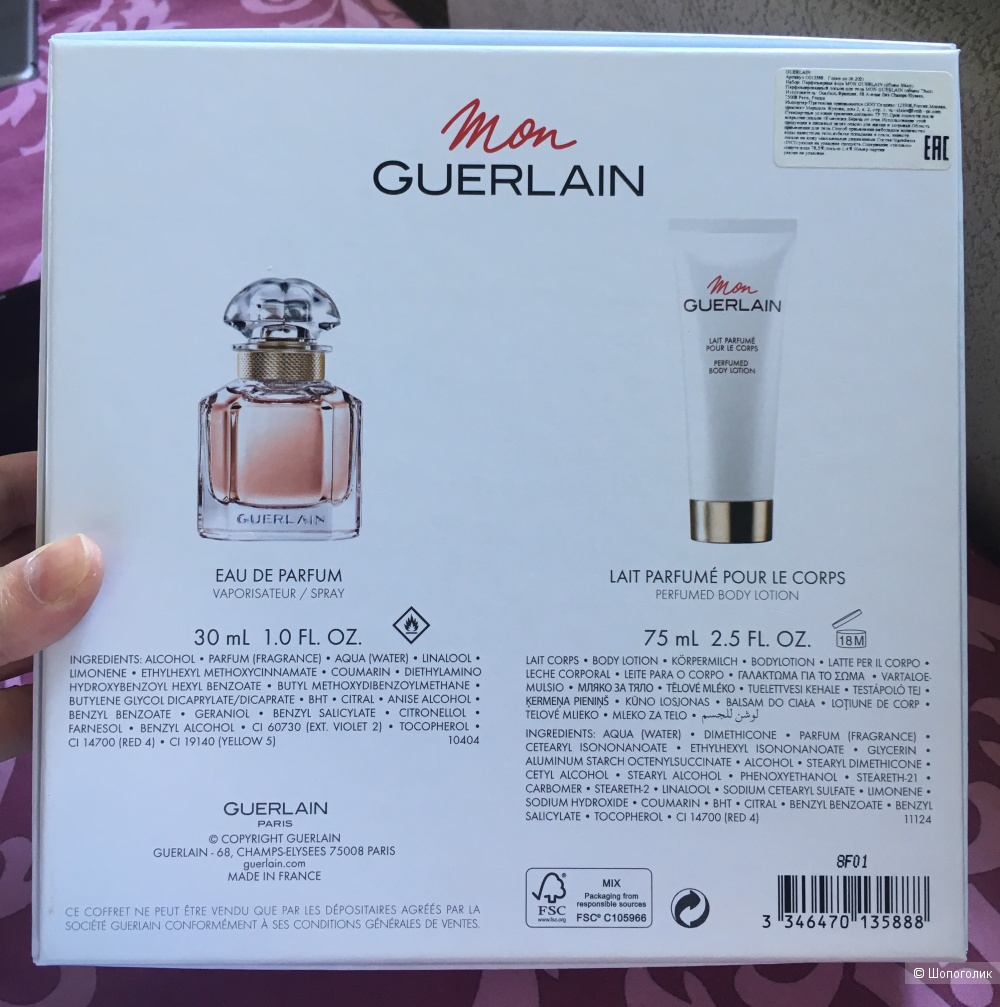 Mon
GUERLAIN
GUERLAIN
EAC
Mon
GUERLAIN
LAIT PARFUMÉ
POUR LE CORPS
PERFUMED
BODY LOTION
GUERLAIN
EAU DE PARFUM
VAPORISATEUR / SPRAY
30 mL 1.0 FL. OZ.
INGREDIENTS: ALCOHOL • PARFUM (FRAGRANCE) • AQUA (WATER) • LINALOOL •
LIMONENE • ETHYLHEXYL METHOXYCINNAMATE • COUMARIN • DIETHYLAMINO
HYDROXYBENZOYL HEXYL BENZOATE • BUTYL METHOXYDIBENZOYLMETHANE •
BUTYLENE GLYCOL DICAPRYLATE/DICAPRATE • BHT • CITRAL • ANISE ALCOHOL •
BENZYL BENZOATE • GERANIOL • BENZYL SALICYLATE • CITRONELLOL •
FARNESOL • BENZYL ALCOHOL • CI 60730 (EXT. VIOLET 2) • TOCOPHEROL •
CI 14700 (RED 4) • CI 19140 (YELLOW 5) 10404
LAIT PARFUMÉ POUR LE CORPS
PERFUMED BODY LOTION
75 mL 2.5 FL. OZ.
18M
LAIT CORPS • BODY LOTION • KÖRPERMILCH • BODYLOTION • LATTE PER IL CORPO •
LECHE CORPORAL • LEITE PARA O CORPO • ΓΑΛΑΚΤΩΜΑ ΓΙΑ ΤΟ ΣΩΜΑ • VARTALOE-
MULSIO • МЛЯКО ЗА ТЯЛО • TĚLOVÉ MLÉKO • TUELETTVESI KEHALE • TESTÁPOLÓ TEJ •
ĶERMEŅA PIENIŅŠ • KŪNO LOSJONAS • BALSAM DO CIAŁA • LOŢIUNE DE CORP •
TELOVÉ MLIEKO • MLEKO ZA TELO • لوشن للجسم
INGREDIENTS: AQUA (WATER) • DIMETHICONE • PARFUM (FRAGRANCE) •
CETEARYL ISONONANOATE • ETHYLHEXYL ISONONANOATE • GLYCERIN •
ALUMINUM STARCH OCTENYLSUCCINATE • ALCOHOL • STEARYL DIMETHICONE •
CETYL ALCOHOL • STEARYL ALCOHOL • PHENOXYETHANOL • STEARETH-21 •
CARBOMER • STEARETH-2 • LINALOOL • SODIUM CETEARYL SULFATE • LIMONENE •
SODIUM HYDROXIDE • COUMARIN • BHT • CITRAL • BENZYL BENZOATE • BENZYL
SALICYLATE • TOCOPHEROL • CI 14700 (RED 4) 11124
GUERLAIN
PARIS
© COPYRIGHT GUERLAIN
GUERLAIN - 68, CHAMPS-ELYSEES 75008 PARIS
guerlain.com
MADE IN FRANCE
CE COFFRET NE PEUT ÊTRE VENDU QUE PAR LES DÉPOSITAIRES AGRÉÉS PAR LA
SOCIÉTÉ GUERLAIN CONFORMÉMENT À SES CONDITIONS GÉNÉRALES DE VENTES.
FSC
www.fsc.org
MIX
Packaging from
responsible sources
FSC® C105966
8F01
3 346470 135888
© Шопоголик